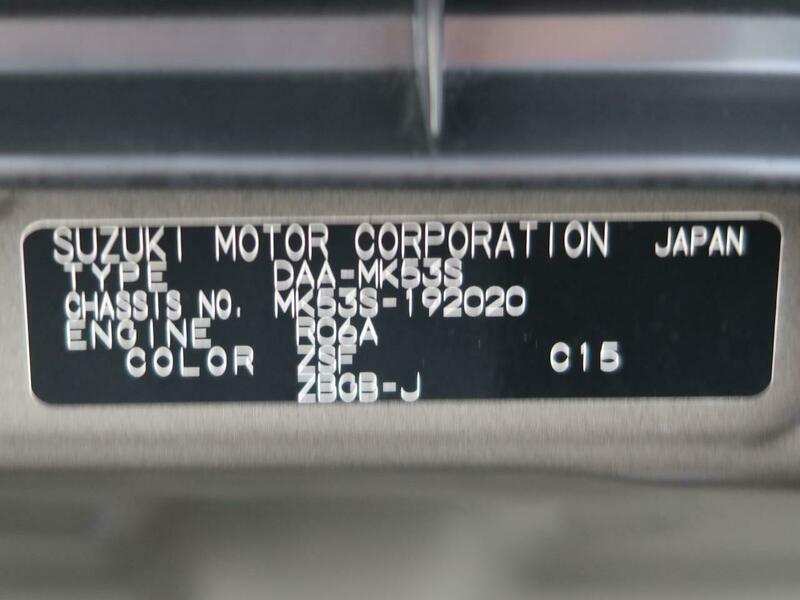 SUZUKI MOTOR CORPORATION JAPAN
TYPE DAA-MK53S
CHASSIS NO. MK53S-192020
ENGINE R06A
COLOR ZSF C15
ZBGB-J